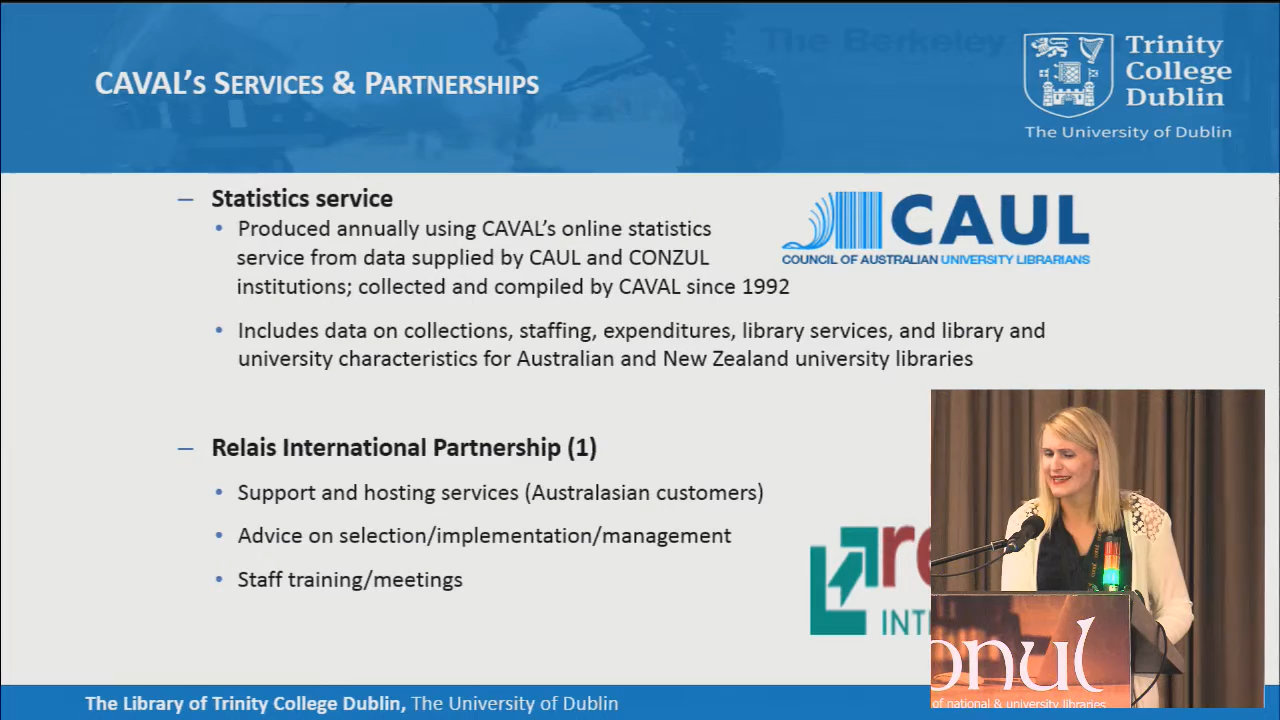 The Berkeley
CAVAL's SERVICES & PARTNERSHIPS
Trinity
College
Dublin
The University of Dublin
– Statistics service
• Produced annually using CAVAL's online statistics
service from data supplied by CAUL and CONZUL
institutions; collected and compiled by CAVAL since 1992
CAUL
COUNCIL OF AUSTRALIAN UNIVERSITY LIBRARIANS
• Includes data on collections, staffing, expenditures, library services, and library and
university characteristics for Australian and New Zealand university libraries
– Relais International Partnership (1)
• Support and hosting services (Australasian customers)
• Advice on selection/implementation/management
• Staff training/meetings
re
INT
onul
of national & university libraries
The Library of Trinity College Dublin, The University of Dublin